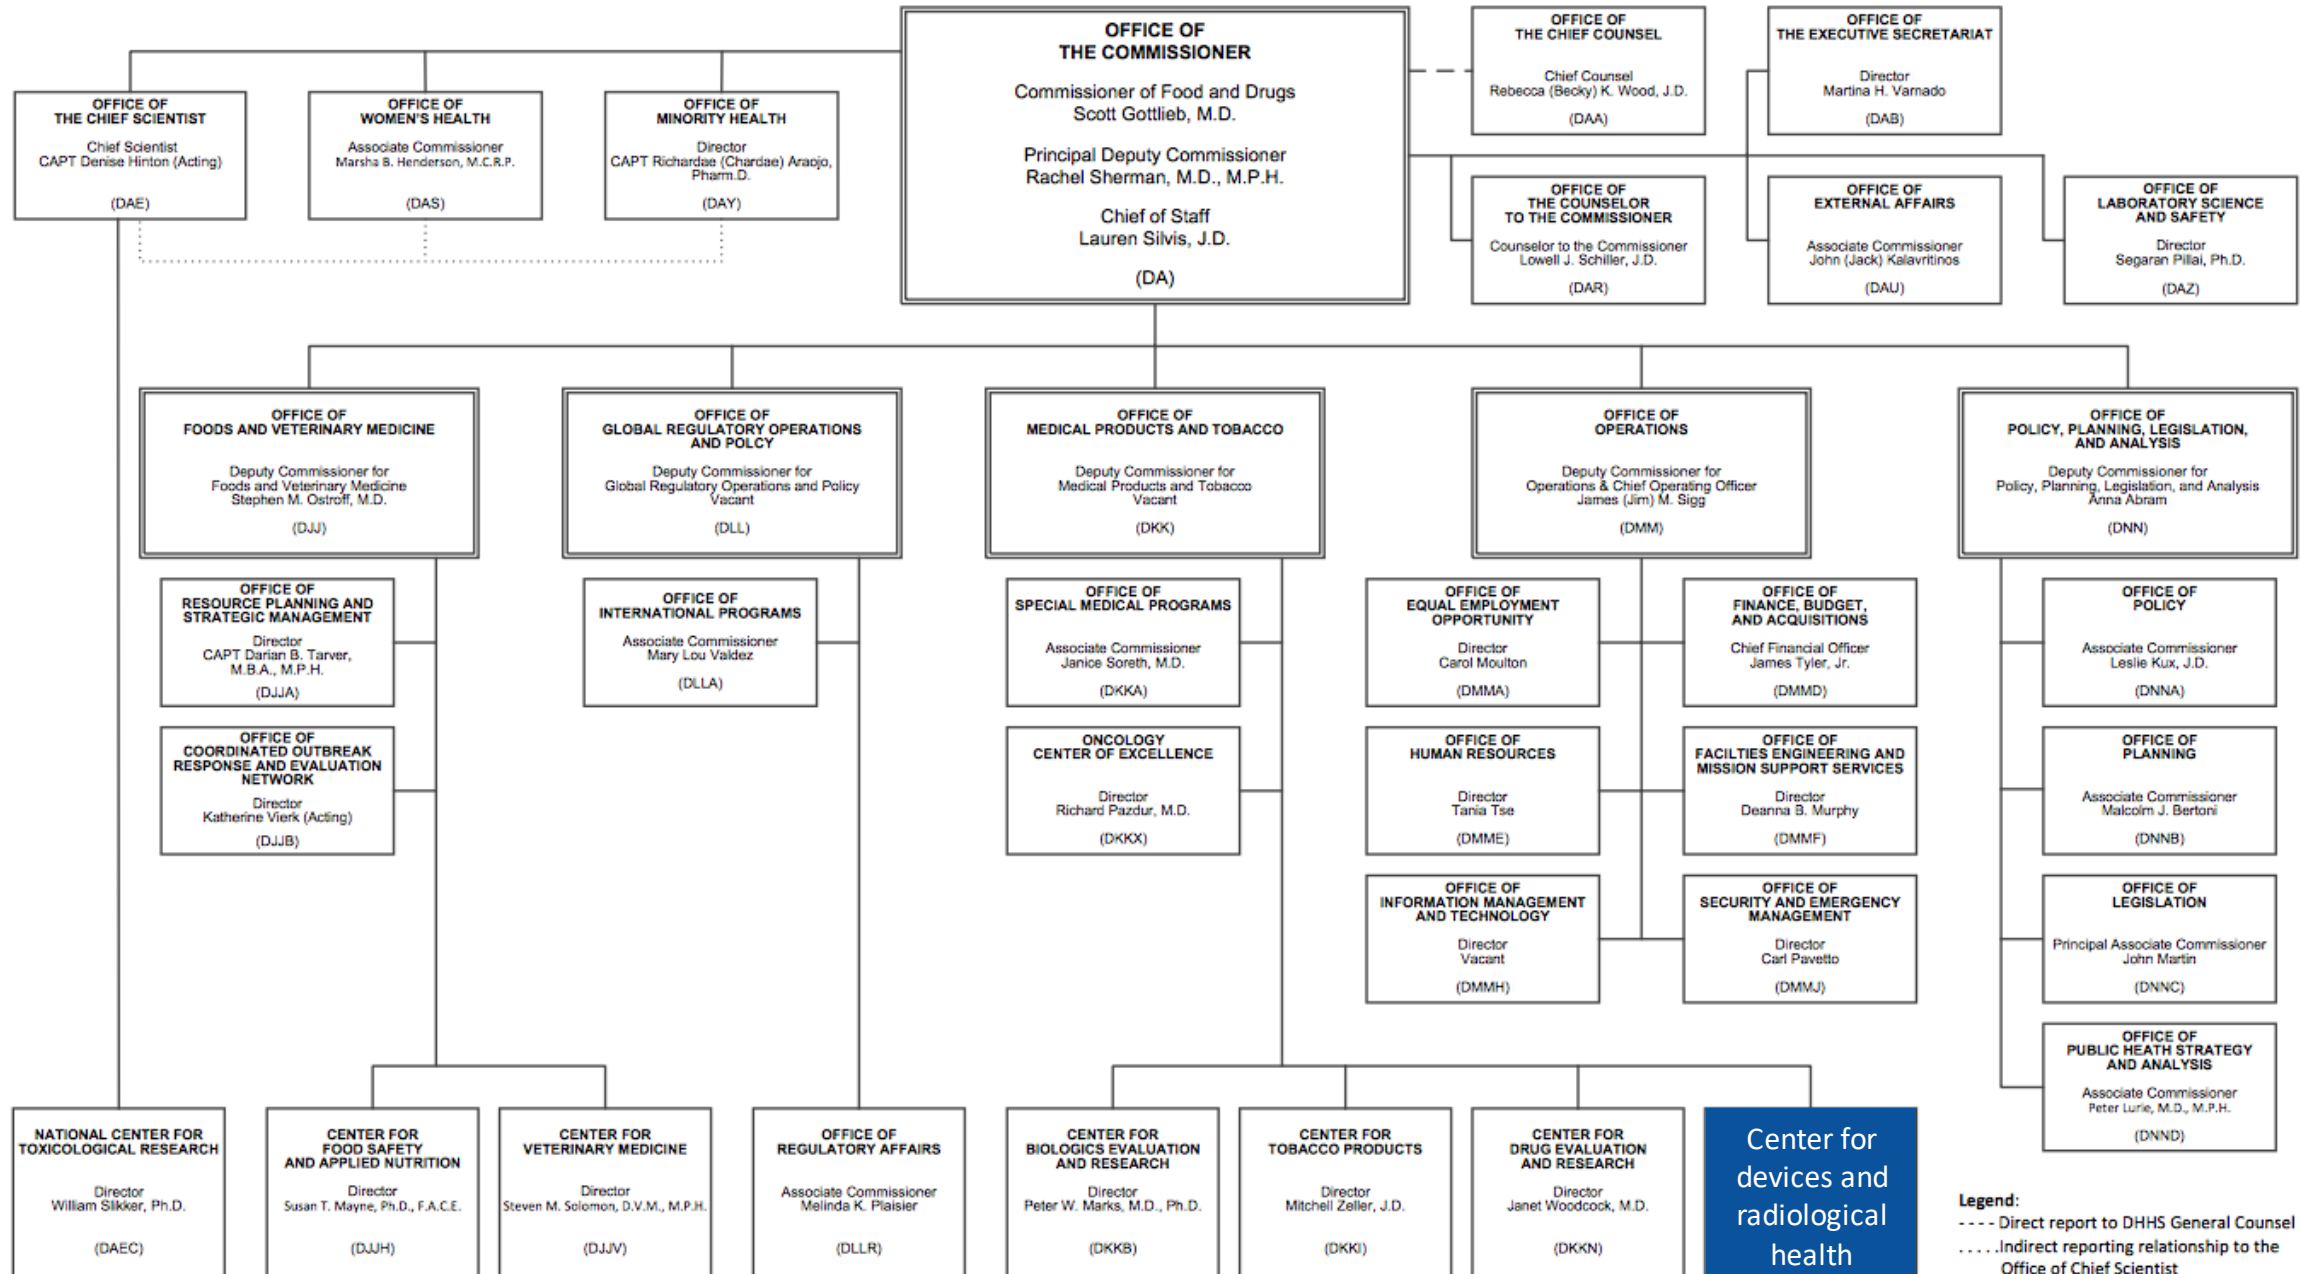 OFFICE OF
THE COMMISSIONER
Commissioner of Food and Drugs
Scott Gottlieb, M.D.
Principal Deputy Commissioner
Rachel Sherman, M.D., M.P.H.
Chief of Staff
Lauren Silvis, J.D.
(DA)
OFFICE OF
THE CHIEF COUNSEL
Chief Counsel
Rebecca (Becky) K. Wood, J.D.
(DAA)
OFFICE OF
THE EXECUTIVE SECRETARIAT
Director
Martina H. Varnado
(DAB)
OFFICE OF
THE CHIEF SCIENTIST
Chief Scientist
CAPT Denise Hinton (Acting)
(DAE)
OFFICE OF
WOMEN'S HEALTH
Associate Commissioner
Marsha B. Henderson, M.C.R.P.
(DAS)
OFFICE OF
MINORITY HEALTH
Director
CAPT Richardae (Chardae) Araojo,
Pharm.D.
(DAY)
OFFICE OF
THE COUNSELOR
TO THE COMMISSIONER
Counselor to the Commissioner
Lowell J. Schiller, J.D.
(DAR)
OFFICE OF
EXTERNAL AFFAIRS
Associate Commissioner
John (Jack) Kalavritinos
(DAU)
OFFICE OF
LABORATORY SCIENCE
AND SAFETY
Director
Segaran Pillai, Ph.D.
(DAZ)
OFFICE OF
FOODS AND VETERINARY MEDICINE
Deputy Commissioner for
Foods and Veterinary Medicine
Stephen M. Ostroff, M.D.
(DJJ)
OFFICE OF
GLOBAL REGULATORY OPERATIONS
AND POLCY
Deputy Commissioner for
Global Regulatory Operations and Policy
Vacant
(DLL)
OFFICE OF
MEDICAL PRODUCTS AND TOBACCO
Deputy Commissioner for
Medical Products and Tobacco
Vacant
(DKK)
OFFICE OF
OPERATIONS
Deputy Commissioner for
Operations & Chief Operating Officer
James (Jim) M. Sigg
(DMM)
OFFICE OF
POLICY, PLANNING, LEGISLATION,
AND ANALYSIS
Deputy Commissioner for
Policy, Planning, Legislation, and Analysis
Anna Abram
(DNN)
OFFICE OF
RESOURCE PLANNING AND
STRATEGIC MANAGEMENT
Director
CAPT Darian B. Tarver,
M.B.A., M.P.H.
(DJJA)
OFFICE OF
INTERNATIONAL PROGRAMS
Associate Commissioner
Mary Lou Valdez
(DLLA)
OFFICE OF
SPECIAL MEDICAL PROGRAMS
Associate Commissioner
Janice Soreth, M.D.
(DKKA)
OFFICE OF
EQUAL EMPLOYMENT
OPPORTUNITY
Director
Carol Moulton
(DMMA)
OFFICE OF
FINANCE, BUDGET,
AND ACQUISITIONS
Chief Financial Officer
James Tyler, Jr.
(DMMD)
OFFICE OF
POLICY
Associate Commissioner
Leslie Kux, J.D.
(DNNA)
OFFICE OF
COORDINATED OUTBREAK
RESPONSE AND EVALUATION
NETWORK
Director
Katherine Vierk (Acting)
(DJJB)
ONCOLOGY
CENTER OF EXCELLENCE
Director
Richard Pazdur, M.D.
(DKKX)
OFFICE OF
HUMAN RESOURCES
Director
Tania Tse
(DMME)
OFFICE OF
FACILTIES ENGINEERING AND
MISSION SUPPORT SERVICES
Director
Deanna B. Murphy
(DMMF)
OFFICE OF
PLANNING
Associate Commissioner
Malcolm J. Bertoni
(DNNB)
OFFICE OF
INFORMATION MANAGEMENT
AND TECHNOLOGY
Director
Vacant
(DMMH)
OFFICE OF
SECURITY AND EMERGENCY
MANAGEMENT
Director
Carl Pavetto
(DMMJ)
OFFICE OF
LEGISLATION
Principal Associate Commissioner
John Martin
(DNNC)
OFFICE OF
PUBLIC HEATH STRATEGY
AND ANALYSIS
Associate Commissioner
Peter Lurie, M.D., M.P.H.
(DNND)
NATIONAL CENTER FOR
TOXICOLOGICAL RESEARCH
Director
William Slikker, Ph.D.
(DAEC)
CENTER FOR
FOOD SAFETY
AND APPLIED NUTRITION
Director
Susan T. Mayne, Ph.D., F.A.C.E.
(DJJH)
CENTER FOR
VETERINARY MEDICINE
Director
Steven M. Solomon, D.V.M., M.P.H.
(DJJV)
OFFICE OF
REGULATORY AFFAIRS
Associate Commissioner
Melinda K. Plaisier
(DLLR)
CENTER FOR
BIOLOGICS EVALUATION
AND RESEARCH
Director
Peter W. Marks, M.D., Ph.D.
(DKKB)
CENTER FOR
TOBACCO PRODUCTS
Director
Mitchell Zeller, J.D.
(DKKI)
CENTER FOR
DRUG EVALUATION
AND RESEARCH
Director
Janet Woodcock, M.D.
(DKKN)
Center for
devices and
radiological
health
Legend:
- - - - Direct report to DHHS General Counsel
. . . . .Indirect reporting relationship to the
Office of Chief Scientist